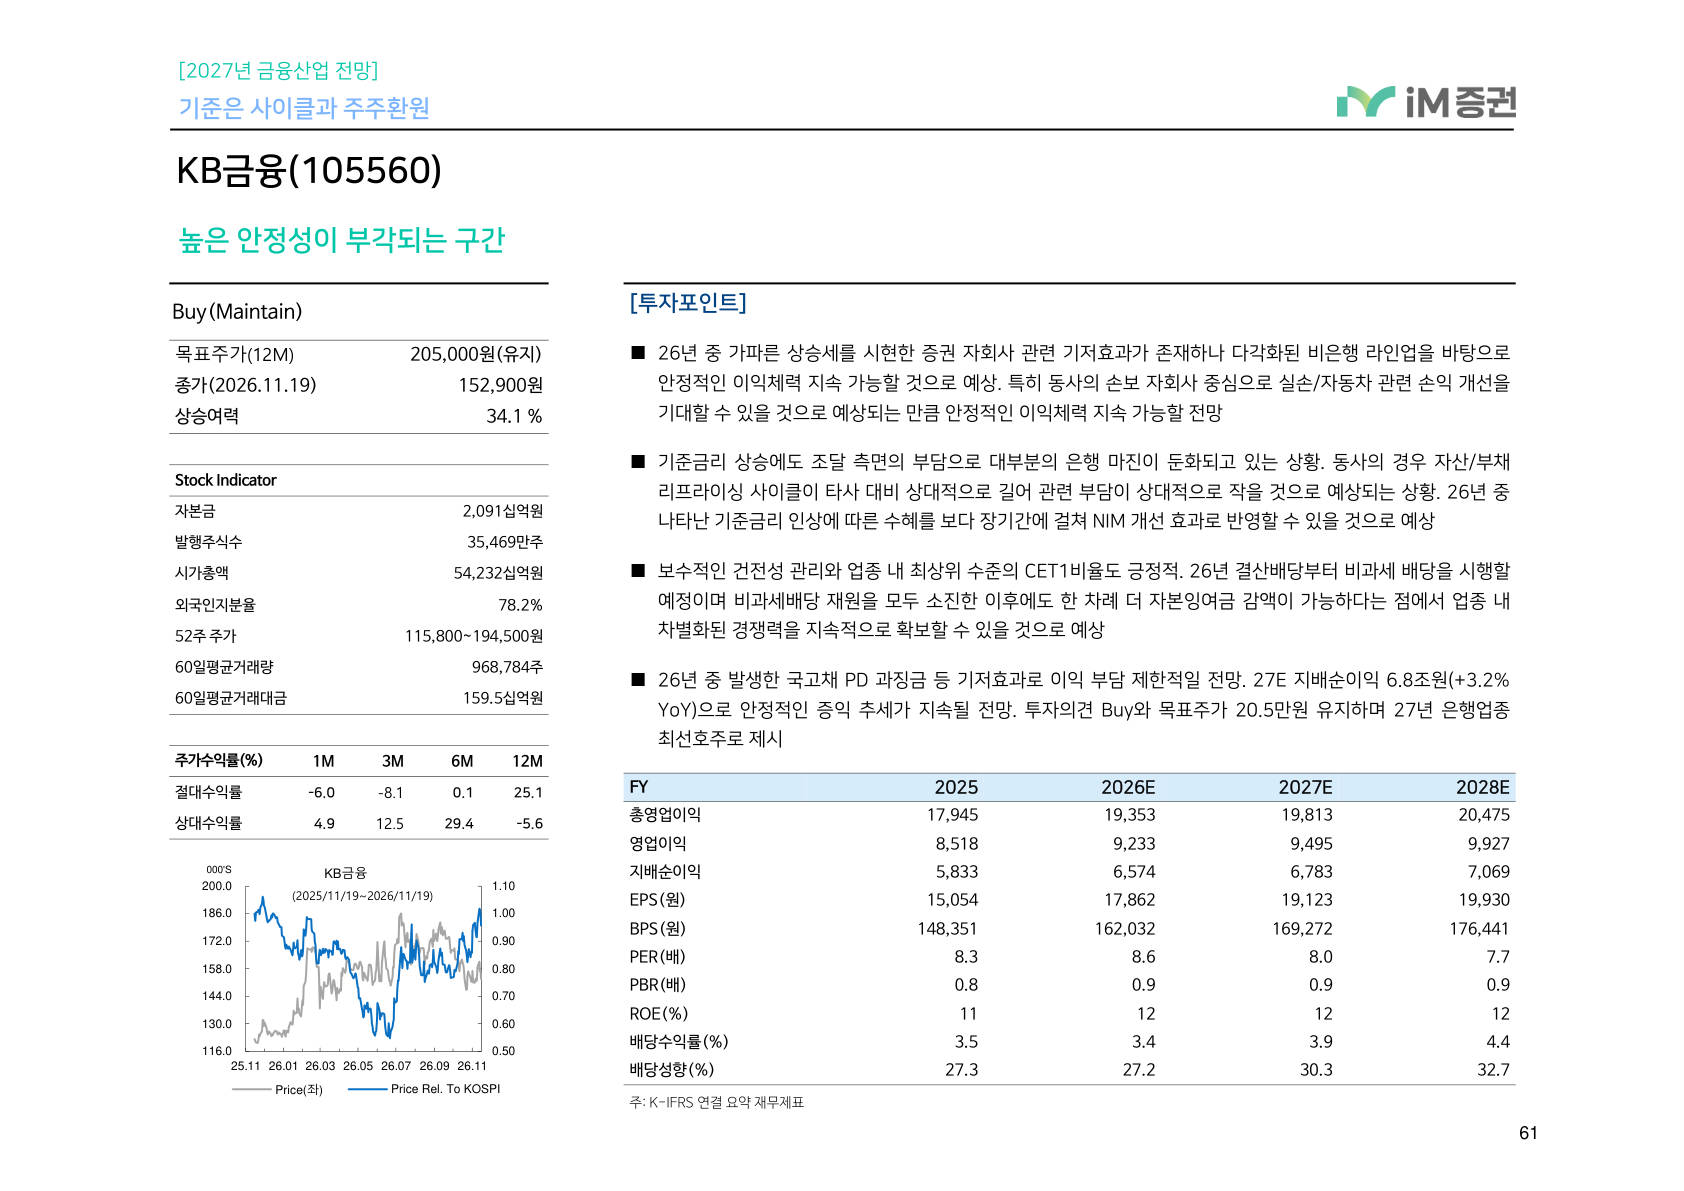 [2027년 금융산업 전망]
기준은 사이클과 주주환원
iM증권
KB금융(105560)
높은 안정성이 부각되는 구간
Buy(Maintain)
목표주가(12M) 205,000원(유지)
종가(2026.11.19) 152,900원
상승여력 34.1 %
Stock Indicator
자본금 2,091십억원
발행주식수 35,469만주
시가총액 54,232십억원
외국인지분율 78.2%
52주 주가 115,800~194,500원
60일평균거래량 968,784주
60일평균거래대금 159.5십억원
주가수익률(%) 1M 3M 6M 12M
절대수익률 -6.0 -8.1 0.1 25.1
상대수익률 4.9 12.5 29.4 -5.6
000'S KB금융
(2025/11/19~2026/11/19)
200.0 1.10
186.0 1.00
172.0 0.90
158.0 0.80
144.0 0.70
130.0 0.60
116.0 0.50
25.11 26.01 26.03 26.05 26.07 26.09 26.11
Price(좌) Price Rel. To KOSPI
[투자포인트]
■ 26년 중 가파른 상승세를 시현한 증권 자회사 관련 기저효과가 존재하나 다각화된 비은행 라인업을 바탕으로
안정적인 이익체력 지속 가능할 것으로 예상. 특히 동사의 손보 자회사 중심으로 실손/자동차 관련 손익 개선을
기대할 수 있을 것으로 예상되는 만큼 안정적인 이익체력 지속 가능할 전망
■ 기준금리 상승에도 조달 측면의 부담으로 대부분의 은행 마진이 둔화되고 있는 상황. 동사의 경우 자산/부채
리프라이싱 사이클이 타사 대비 상대적으로 길어 관련 부담이 상대적으로 작을 것으로 예상되는 상황. 26년 중
나타난 기준금리 인상에 따른 수혜를 보다 장기간에 걸쳐 NIM 개선 효과로 반영할 수 있을 것으로 예상
■ 보수적인 건전성 관리와 업종 내 최상위 수준의 CET1비율도 긍정적. 26년 결산배당부터 비과세 배당을 시행할
예정이며 비과세배당 재원을 모두 소진한 이후에도 한 차례 더 자본잉여금 감액이 가능하다는 점에서 업종 내
차별화된 경쟁력을 지속적으로 확보할 수 있을 것으로 예상
■ 26년 중 발생한 국고채 PD 과징금 등 기저효과로 이익 부담 제한적일 전망. 27E 지배순이익 6.8조원(+3.2%
YoY)으로 안정적인 증익 추세가 지속될 전망. 투자의견 Buy와 목표주가 20.5만원 유지하며 27년 은행업종
최선호주로 제시
FY 2025 2026E 2027E 2028E
총영업이익 17,945 19,353 19,813 20,475
영업이익 8,518 9,233 9,495 9,927
지배순이익 5,833 6,574 6,783 7,069
EPS(원) 15,054 17,862 19,123 19,930
BPS(원) 148,351 162,032 169,272 176,441
PER(배) 8.3 8.6 8.0 7.7
PBR(배) 0.8 0.9 0.9 0.9
ROE(%) 11 12 12 12
배당수익률(%) 3.5 3.4 3.9 4.4
배당성향(%) 27.3 27.2 30.3 32.7
주: K-IFRS 연결 요약 재무제표
61